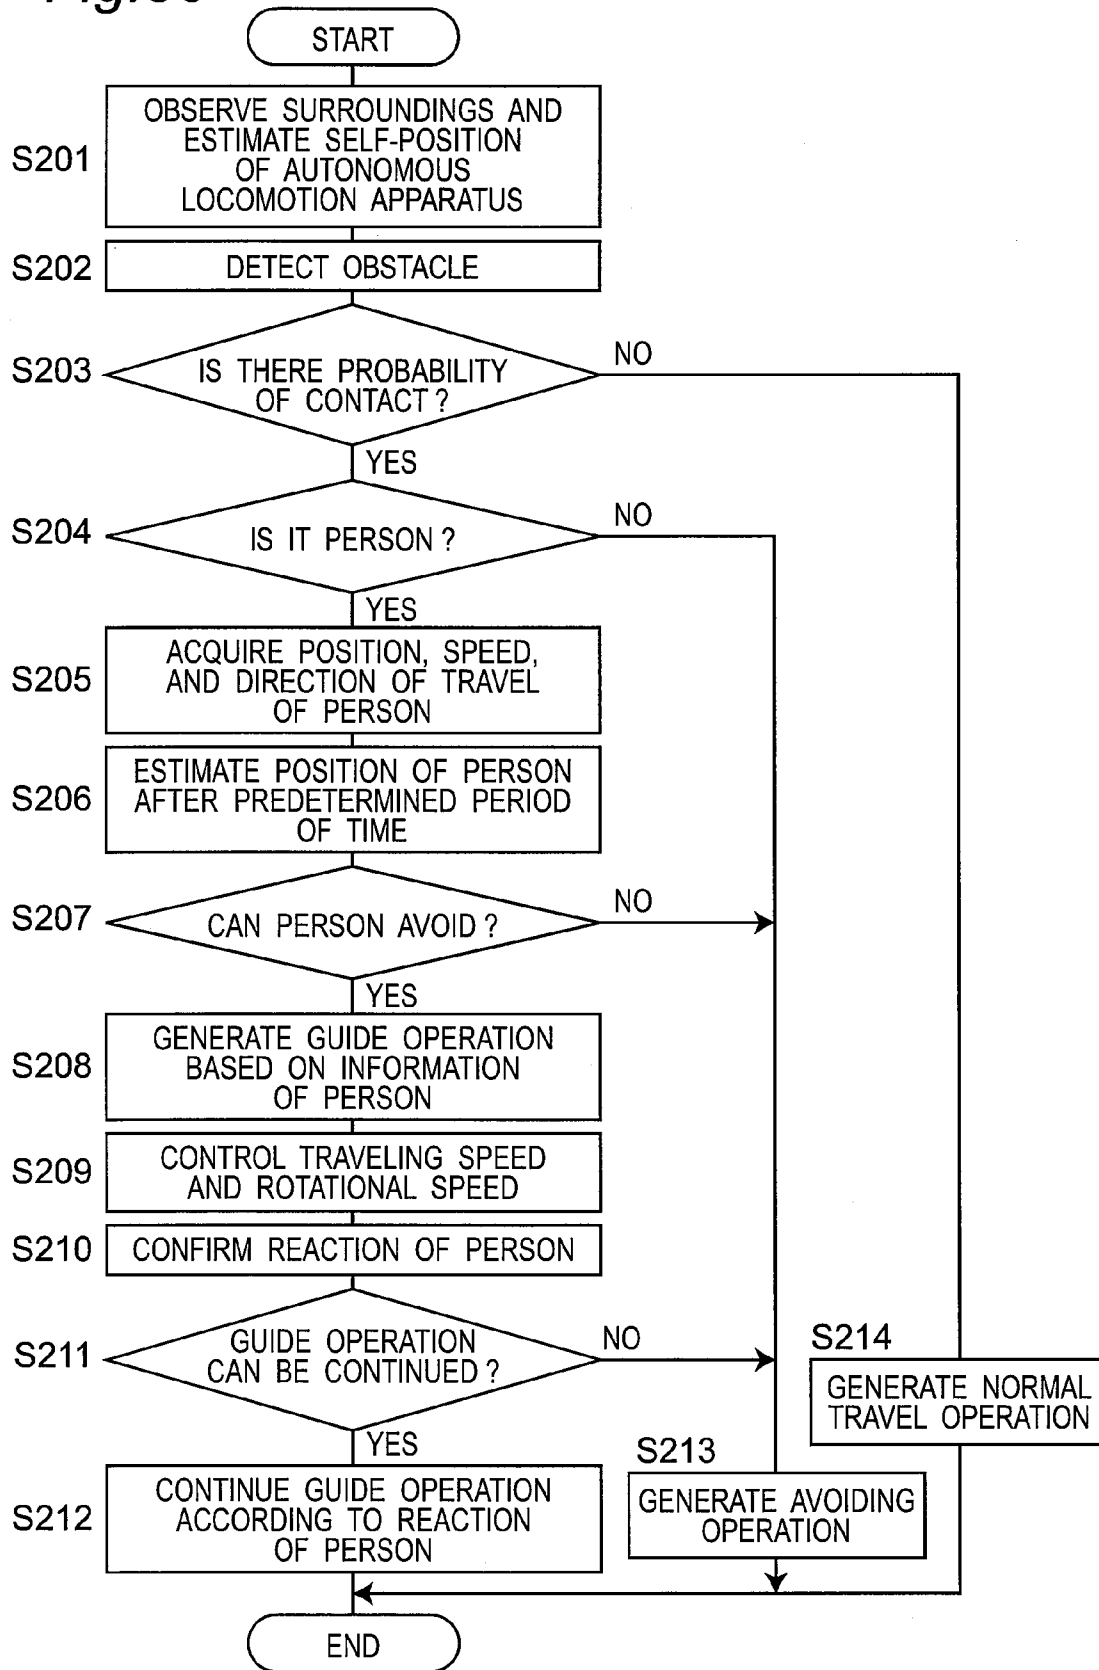 START
OBSERVE SURROUNDINGS AND
ESTIMATE SELF-POSITION
OF AUTONOMOUS
LOCOMOTION APPARATUS
S201
S202
DETECT OBSTACLE
S203
IS THERE PROBABILITY
OF CONTACT ?
NO
YES
S204
IS IT PERSON ?
NO
YES
S205
ACQUIRE POSITION, SPEED,
AND DIRECTION OF TRAVEL
OF PERSON
S206
ESTIMATE POSITION OF PERSON
AFTER PREDETERMINED PERIOD
OF TIME
S207
CAN PERSON AVOID ?
NO
YES
S208
GENERATE GUIDE OPERATION
BASED ON INFORMATION
OF PERSON
S209
CONTROL TRAVELING SPEED
AND ROTATIONAL SPEED
S210
CONFIRM REACTION OF PERSON
S211
GUIDE OPERATION
CAN BE CONTINUED ?
NO
YES
S214
GENERATE NORMAL
TRAVEL OPERATION
S213
GENERATE AVOIDING
OPERATION
S212
CONTINUE GUIDE OPERATION
ACCORDING TO REACTION
OF PERSON
END